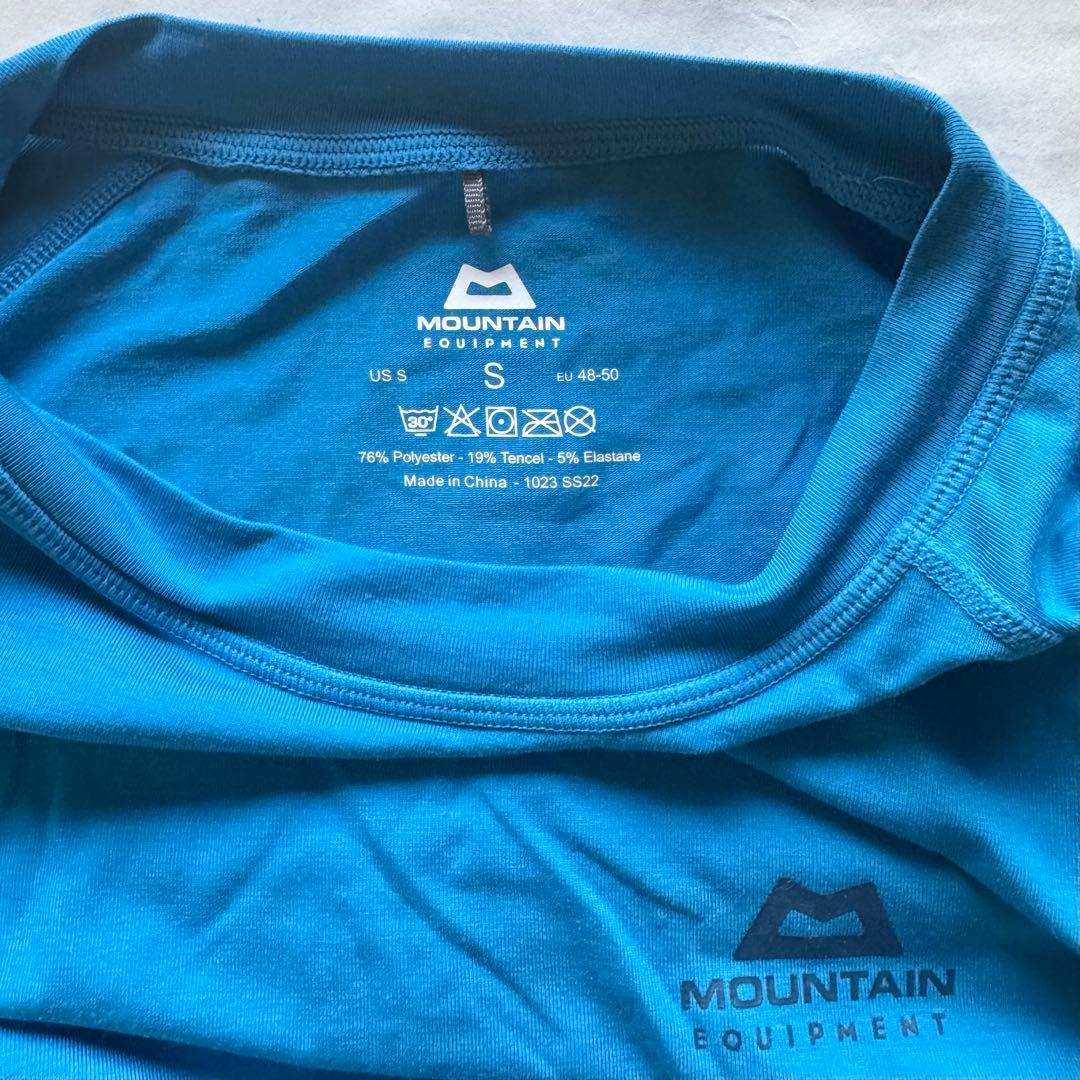 MOUNTAIN
EQUIPMENT
US S S EU 48-50
30°
76% Polyester - 19% Tencel - 5% Elastane
Made in China - 1023 SS22
MOUNTAIN
EQUIPMENT